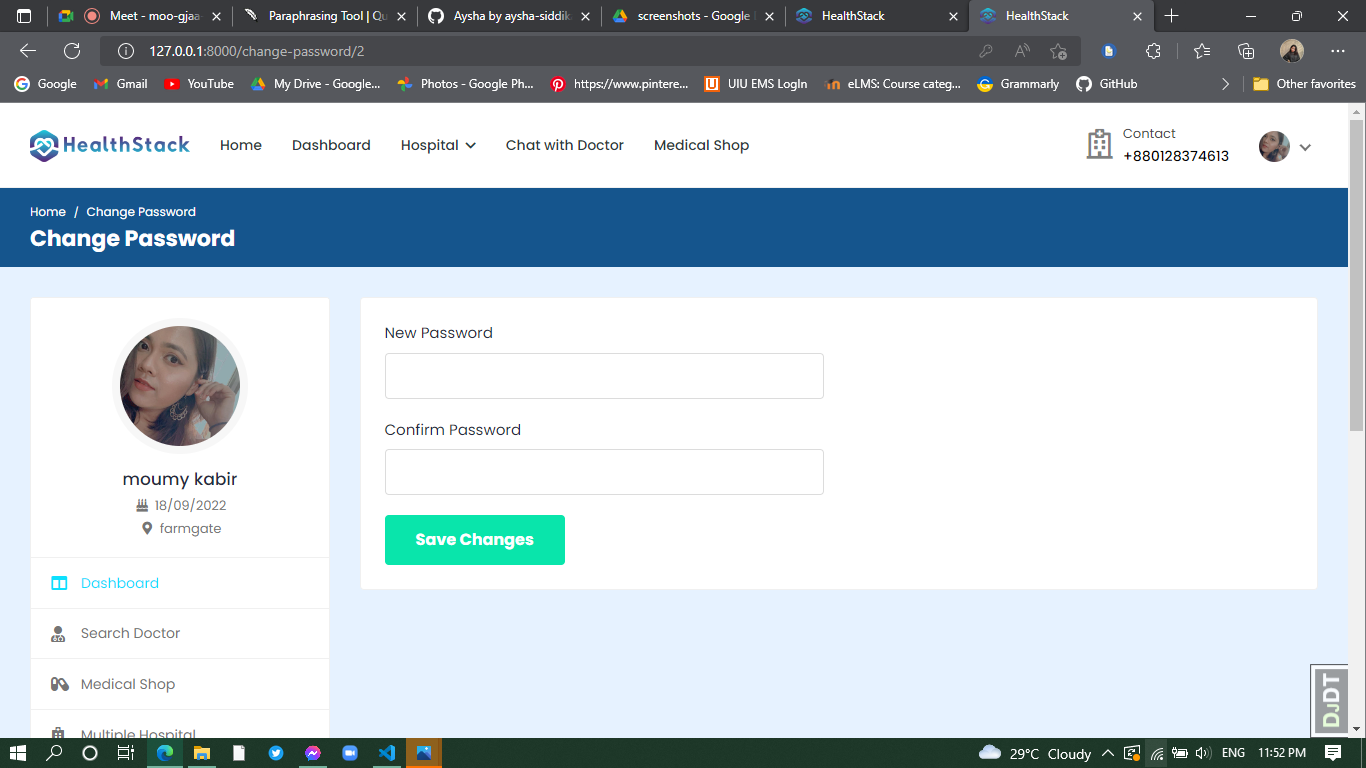 Meet - moo-gjaa
Paraphrasing Tool | Qu
Aysha by aysha-siddik
screenshots - Google
HealthStack
HealthStack
127.0.0.1:8000/change-password/2
Google
Gmail
YouTube
My Drive - Google...
Photos - Google Ph...
https://www.pintere...
UIU EMS LogIn
eLMS: Course categ...
Grammarly
GitHub
Other favorites
HealthStack
Home
Dashboard
Hospital
Chat with Doctor
Medical Shop
Contact
+880128374613
Home / Change Password
Change Password
moumy kabir
18/09/2022
farmgate
Dashboard
Search Doctor
Medical Shop
Multiple Hospital
New Password
Confirm Password
Save Changes
DjDT
29°C Cloudy
ENG
11:52 PM